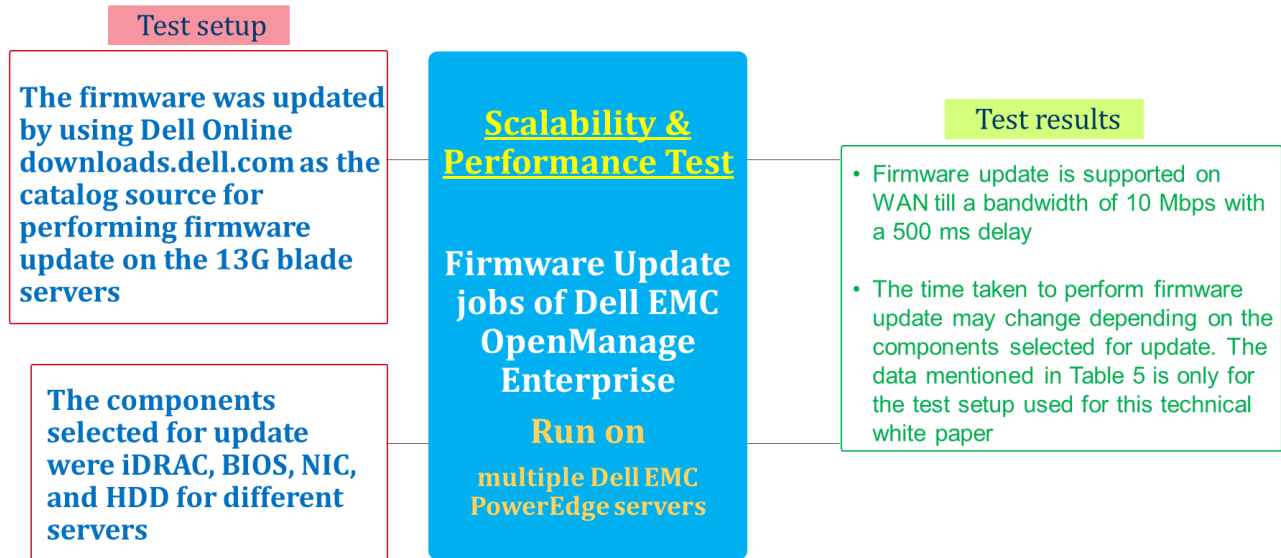 Test setup
The firmware was updated
by using Dell Online
downloads.dell.com as the
catalog source for
performing firmware
update on the 13G blade
servers
The components
selected for update
were iDRAC, BIOS, NIC,
and HDD for different
servers
Scalability &
Performance Test
Firmware Update
jobs of Dell EMC
OpenManage
Enterprise
Run on
multiple Dell EMC
PowerEdge servers
Test results
• Firmware update is supported on
WAN till a bandwidth of 10 Mbps with
a 500 ms delay
• The time taken to perform firmware
update may change depending on the
components selected for update. The
data mentioned in Table 5 is only for
the test setup used for this technical
white paper